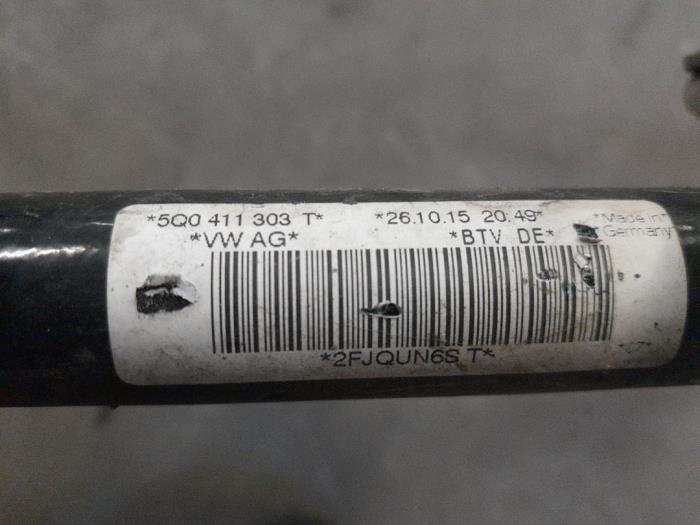 *5Q0 411 303 T* *26.10.15 20:49* *Made in*
*VW AG* *BTV DE* Germany
*2FJQUN6S T*